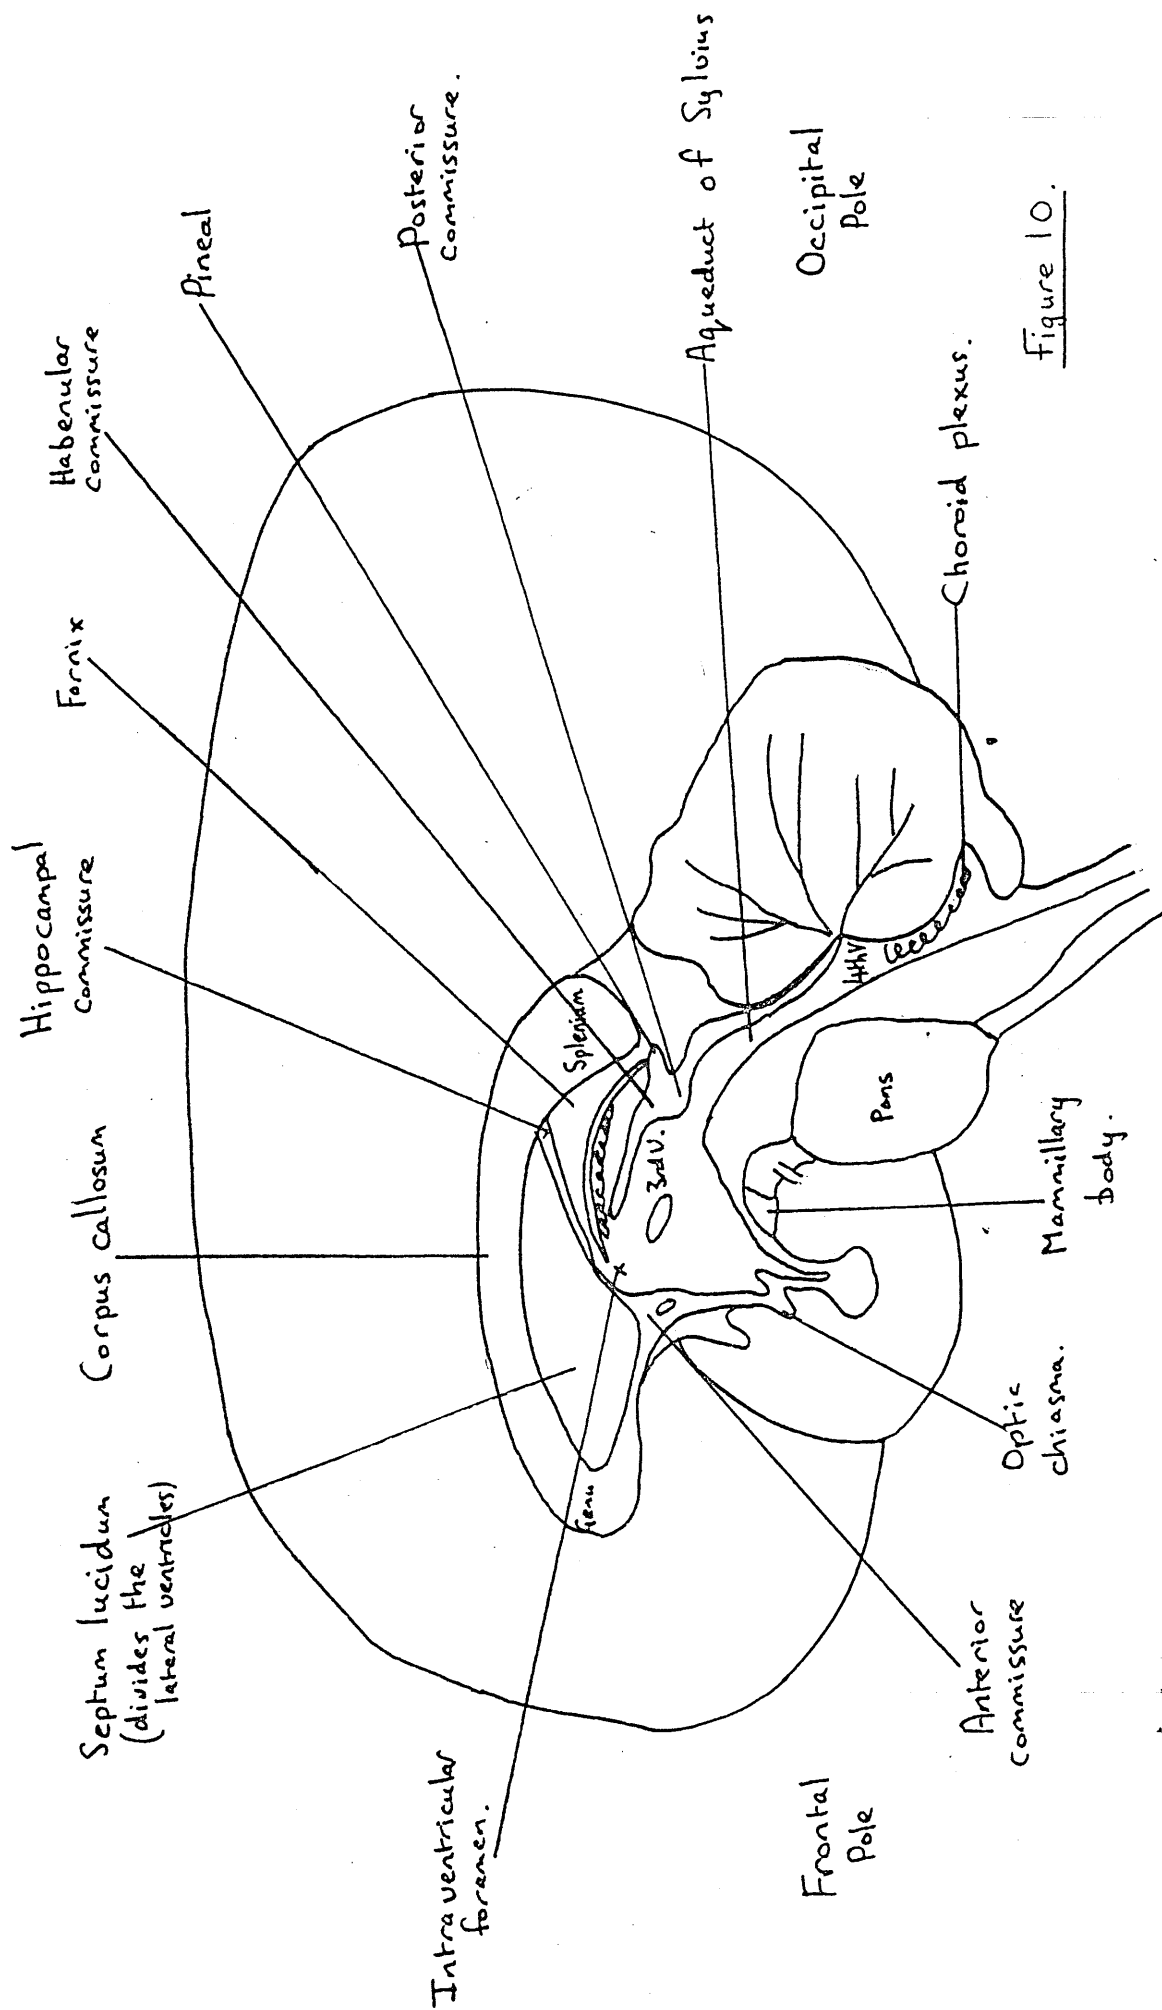 Hippocampal
commissure
Fornix
Habenular
commissure
Pineal
Posterior
commissure.
Corpus callosum
Septum lucidum
(divides the
lateral ventricles)
Intraventricular
foramen.
Genu
Splenium
3rd V.
4th V
Pons
Aqueduct of Sylvius
Occipital
Pole
Frontal
Pole
Anterior
commissure
Optic
chiasma.
Mammillary
Body.
Choroid plexus.
Figure 10.